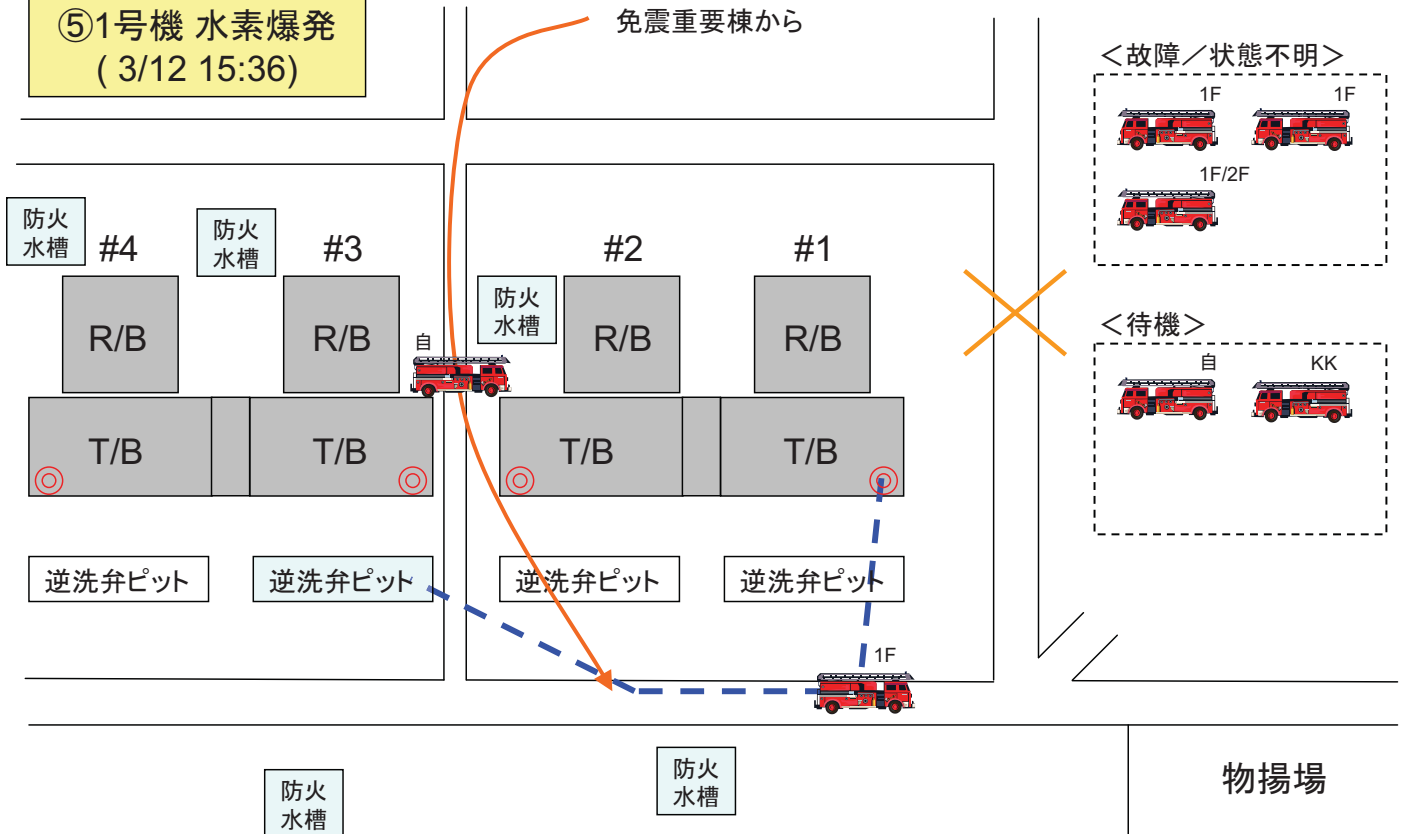 ⑤1号機 水素爆発
( 3/12 15:36)
免震重要棟から
＜故障／状態不明＞
1F
1F
1F/2F
防火
水槽
#4
防火
水槽
#3
#2
#1
防火
水槽
R/B
R/B
R/B
R/B
自
＜待機＞
自
KK
T/B
T/B
T/B
T/B
逆洗弁ピット
逆洗弁ピット
逆洗弁ピット
逆洗弁ピット
1F
防火
水槽
防火
水槽
物揚場